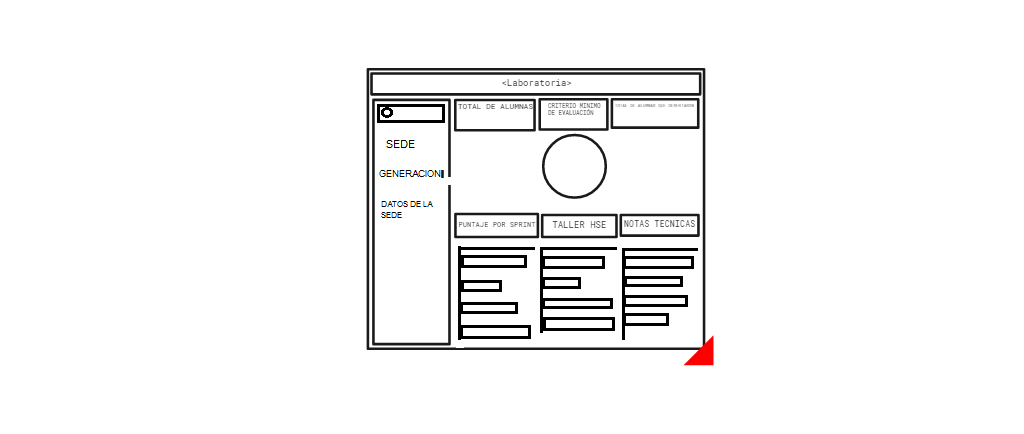 <Laboratoria>
SEDE
GENERACION
DATOS DE LA
SEDE
TOTAL DE ALUMNAS
CRITERIO MINIMO
DE EVALUACIÓN
TOTAL DE ALUMNAS QUE DESERTARON
PUNTAJE POR SPRINT
TALLER HSE
NOTAS TECNICAS